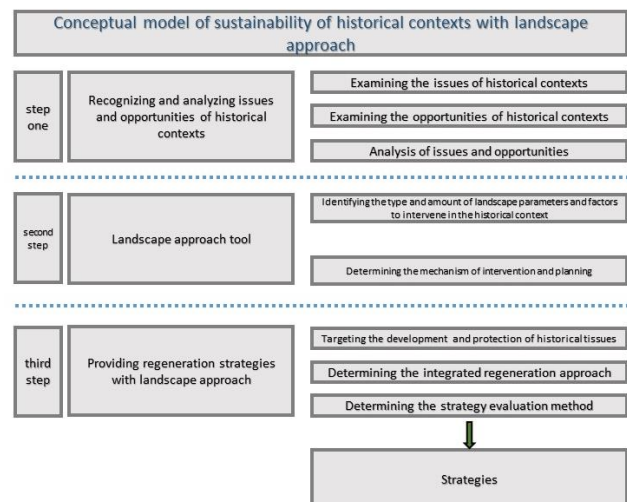 Conceptual model of sustainability of historical contexts with landscape
approach
step
one
Recognizing and analyzing issues
and opportunities of historical
contexts
Examining the issues of historical contexts
Examining the opportunities of historical contexts
Analysis of issues and opportunities
second
step
Landscape approach tool
Identifying the type and amount of landscape parameters and factors
to intervene in the historical context
Determining the mechanism of intervention and planning
third
step
Providing regeneration strategies
with landscape approach
Targeting the development and protection of historical tissues
Determining the integrated regeneration approach
Determining the strategy evaluation method
Strategies